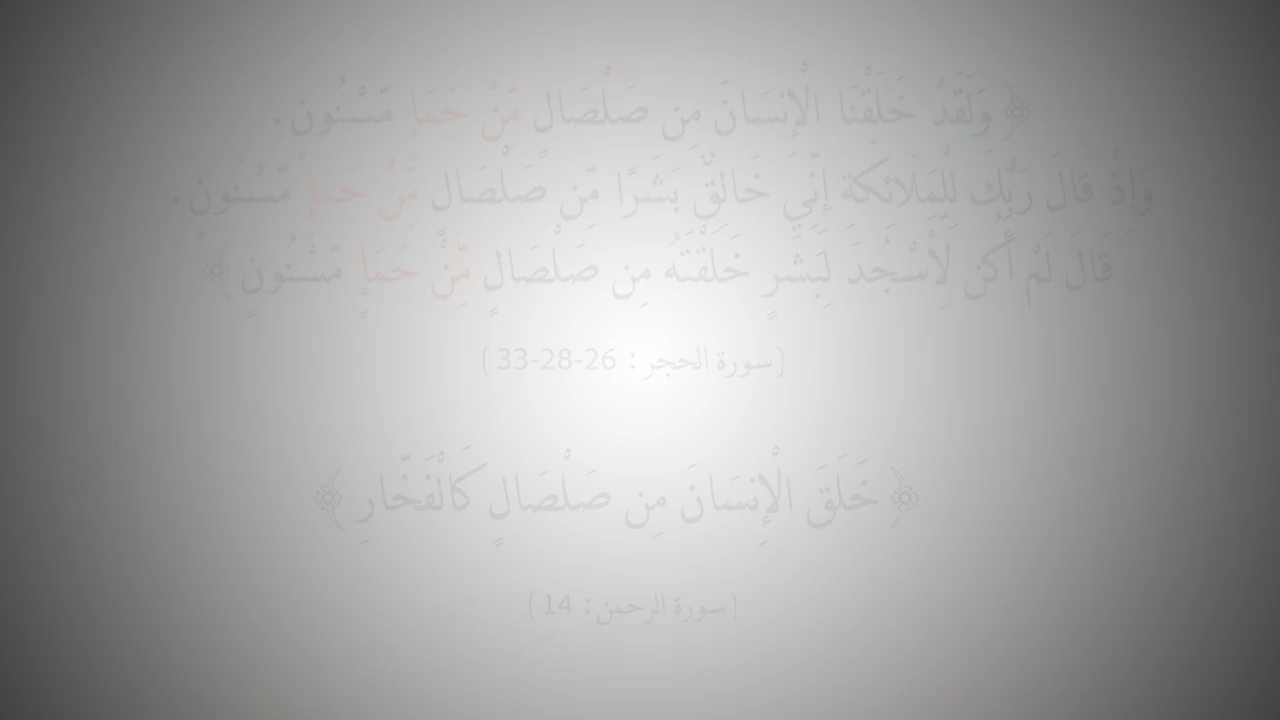 ﴿ وَلَقَدْ خَلَقْنَا الْإِنسَانَ مِن صَلْصَالٍ مِّنْ حَمَإٍ مَّسْنُونٍ .
وَإِذْ قَالَ رَبُّكَ لِلْمَلَائِكَةِ إِنِّي خَالِقٌ بَشَرًا مِّن صَلْصَالٍ مِّنْ حَمَإٍ مَّسْنُونٍ .
قَالَ لَمْ أَكُن لِّأَسْجُدَ لِبَشَرٍ خَلَقْتَهُ مِن صَلْصَالٍ مِّنْ حَمَإٍ مَّسْنُونٍ ﴾
(سورة الحجر : 26-28-33)
﴿ خَلَقَ الْإِنسَانَ مِن صَلْصَالٍ كَالْفَخَّارِ ﴾
(سورة الرحمن : 14)